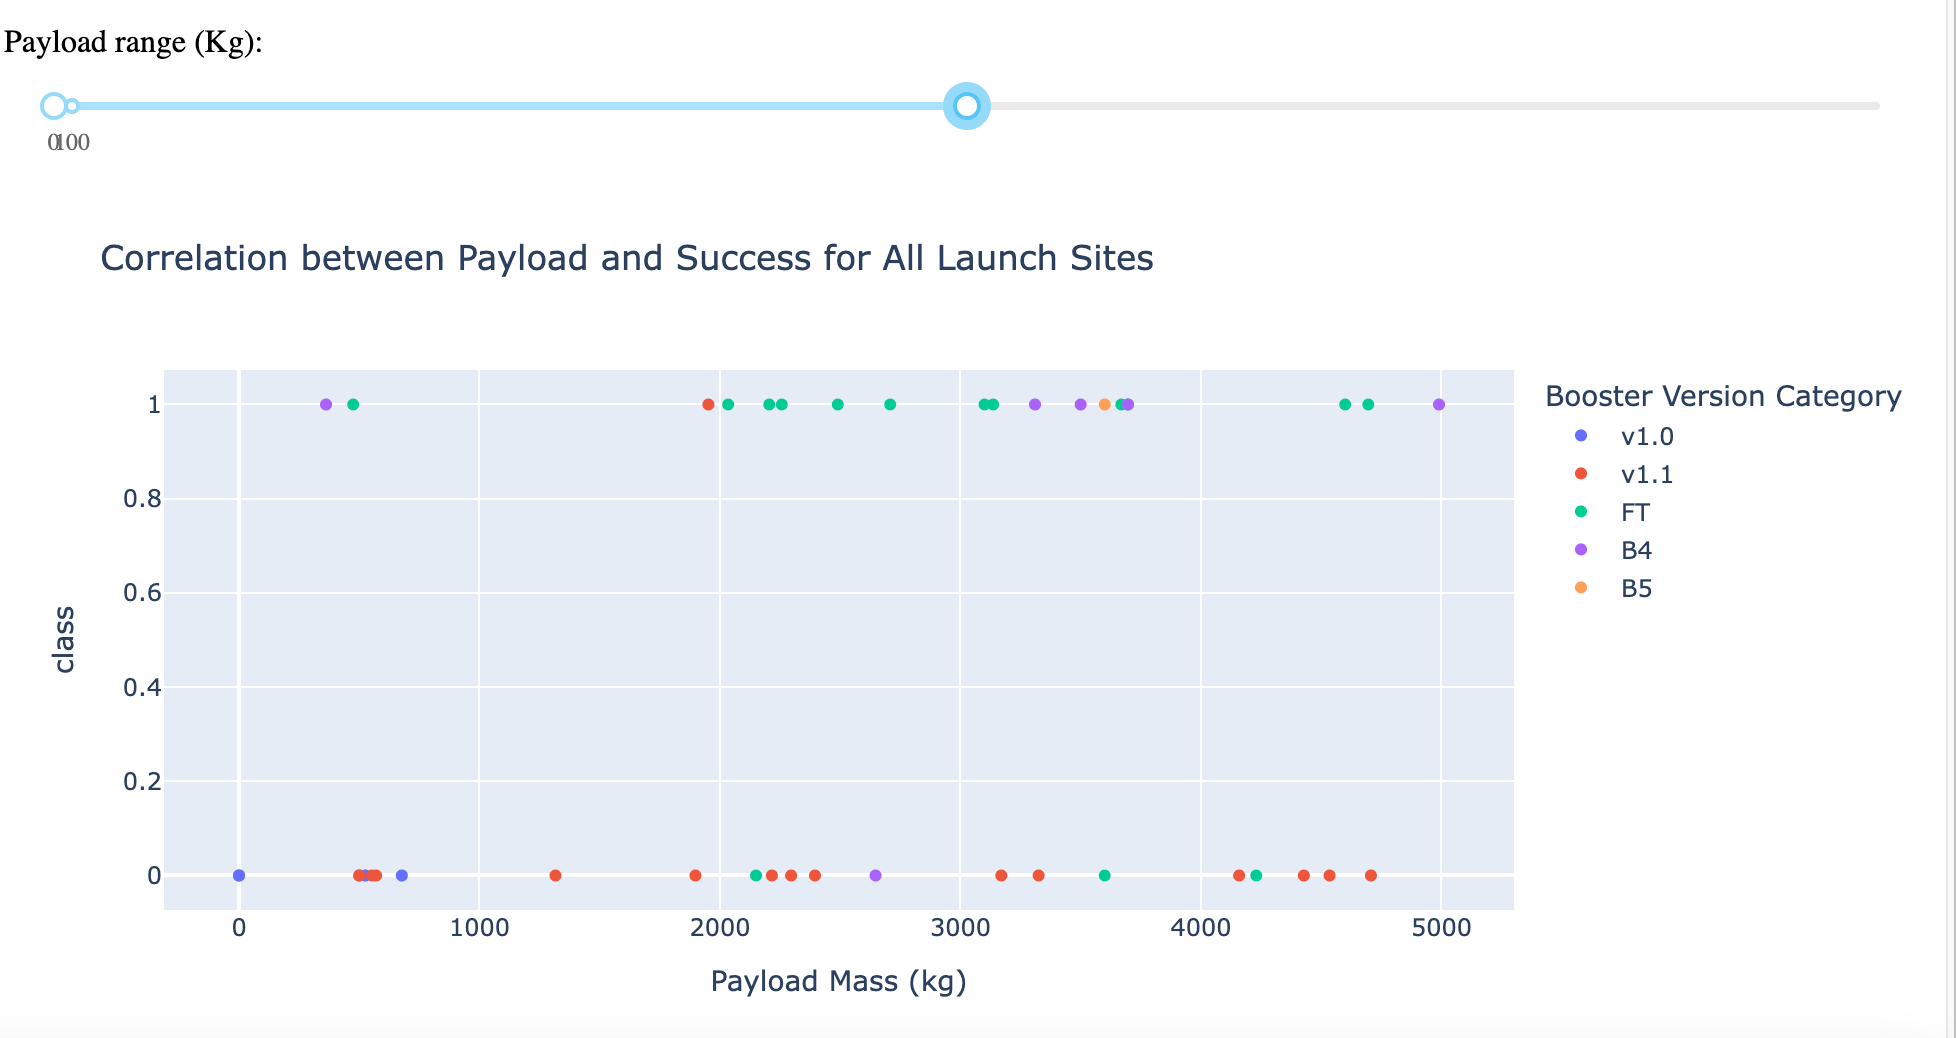 Payload range (Kg):
0 100
Correlation between Payload and Success for All Launch Sites
Booster Version Category
v1.0
v1.1
FT
B4
B5
class
1
0.8
0.6
0.4
0.2
0
0 1000 2000 3000 4000 5000
Payload Mass (kg)